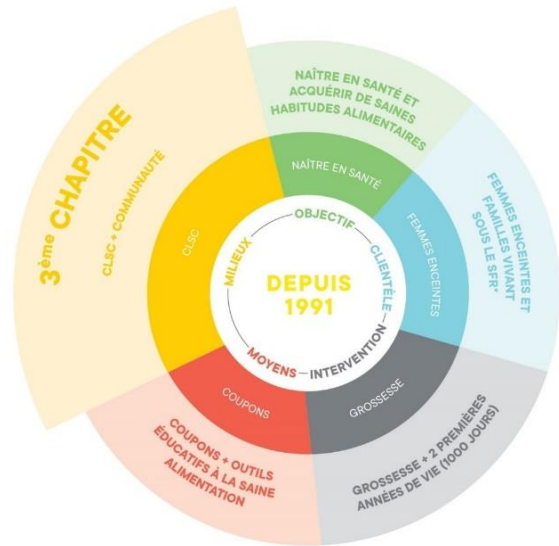 3ème CHAPITRE
CLSC + COMMUNAUTÉ
CLSC
NAÎTRE EN SANTÉ ET
ACQUÉRIR DE SAINES
HABITUDES ALIMENTAIRES
NAÎTRE EN SANTÉ
FEMMES ENCEINTES ET
FAMILLES VIVANT
SOUS LE SFR*
FEMMES ENCEINTES
MILIEUX
OBJECTIF
CLIENTÈLE
INTERVENTION
MOYENS
DEPUIS
1991
GROSSESSE
GROSSESSE + 2 PREMIÈRES
ANNÉES DE VIE (1000 JOURS)
COUPONS
COUPONS + OUTILS
ÉDUCATIFS À LA SAINE
ALIMENTATION